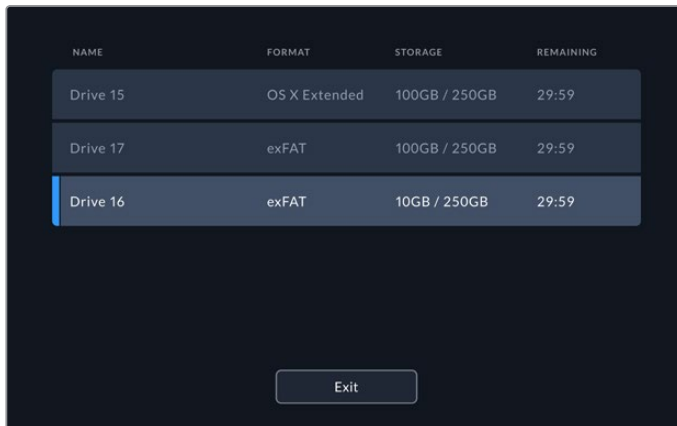 NAME FORMAT STORAGE REMAINING
Drive 15 OS X Extended 100GB / 250GB 29:59
Drive 17 exFAT 100GB / 250GB 29:59
Drive 16 exFAT 10GB / 250GB 29:59
Exit